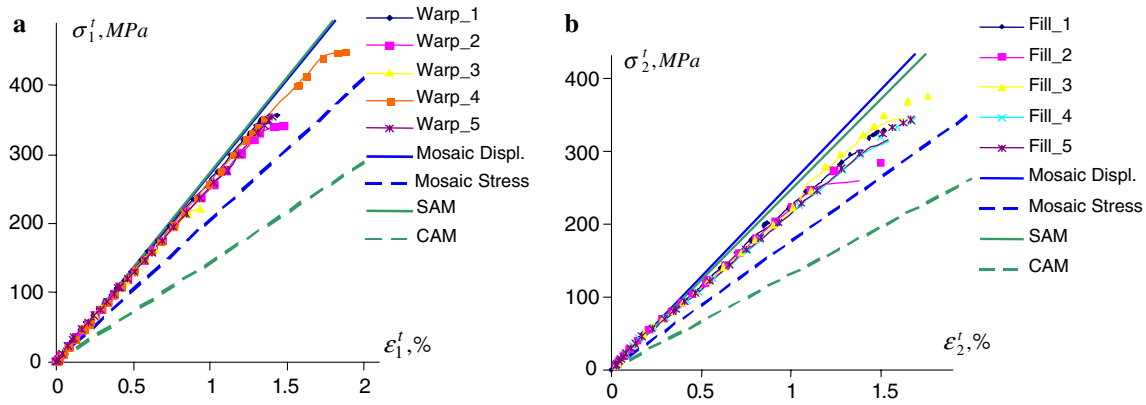 a
σ₁ᵗ, MPa
400
300
200
100
0
0
0.5
1
1.5
2
ε₁ᵗ,%
Warp_1
Warp_2
Warp_3
Warp_4
Warp_5
Mosaic Displ.
Mosaic Stress
SAM
CAM
b
σ₂ᵗ, MPa
400
300
200
100
0
0
0.5
1
1.5
ε₂ᵗ,%
Fill_1
Fill_2
Fill_3
Fill_4
Fill_5
Mosaic Displ.
Mosaic Stress
SAM
CAM